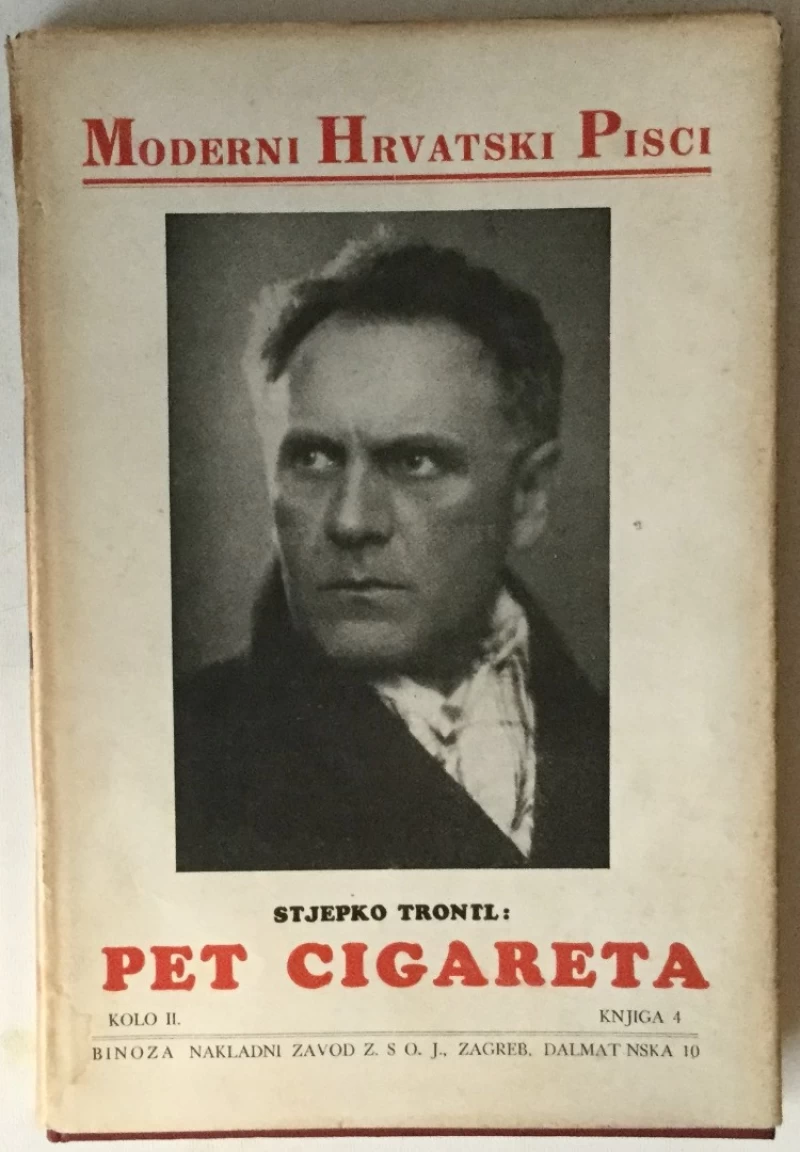 MODERNI HRVATSKI PISCI
STJEPKO TRONTL:
PET CIGARETA
KOLO II.
KNJIGA 4
BINOZA NAKLADNI ZAVOD Z. S O. J., ZAGREB, DALMAT NSKA 10